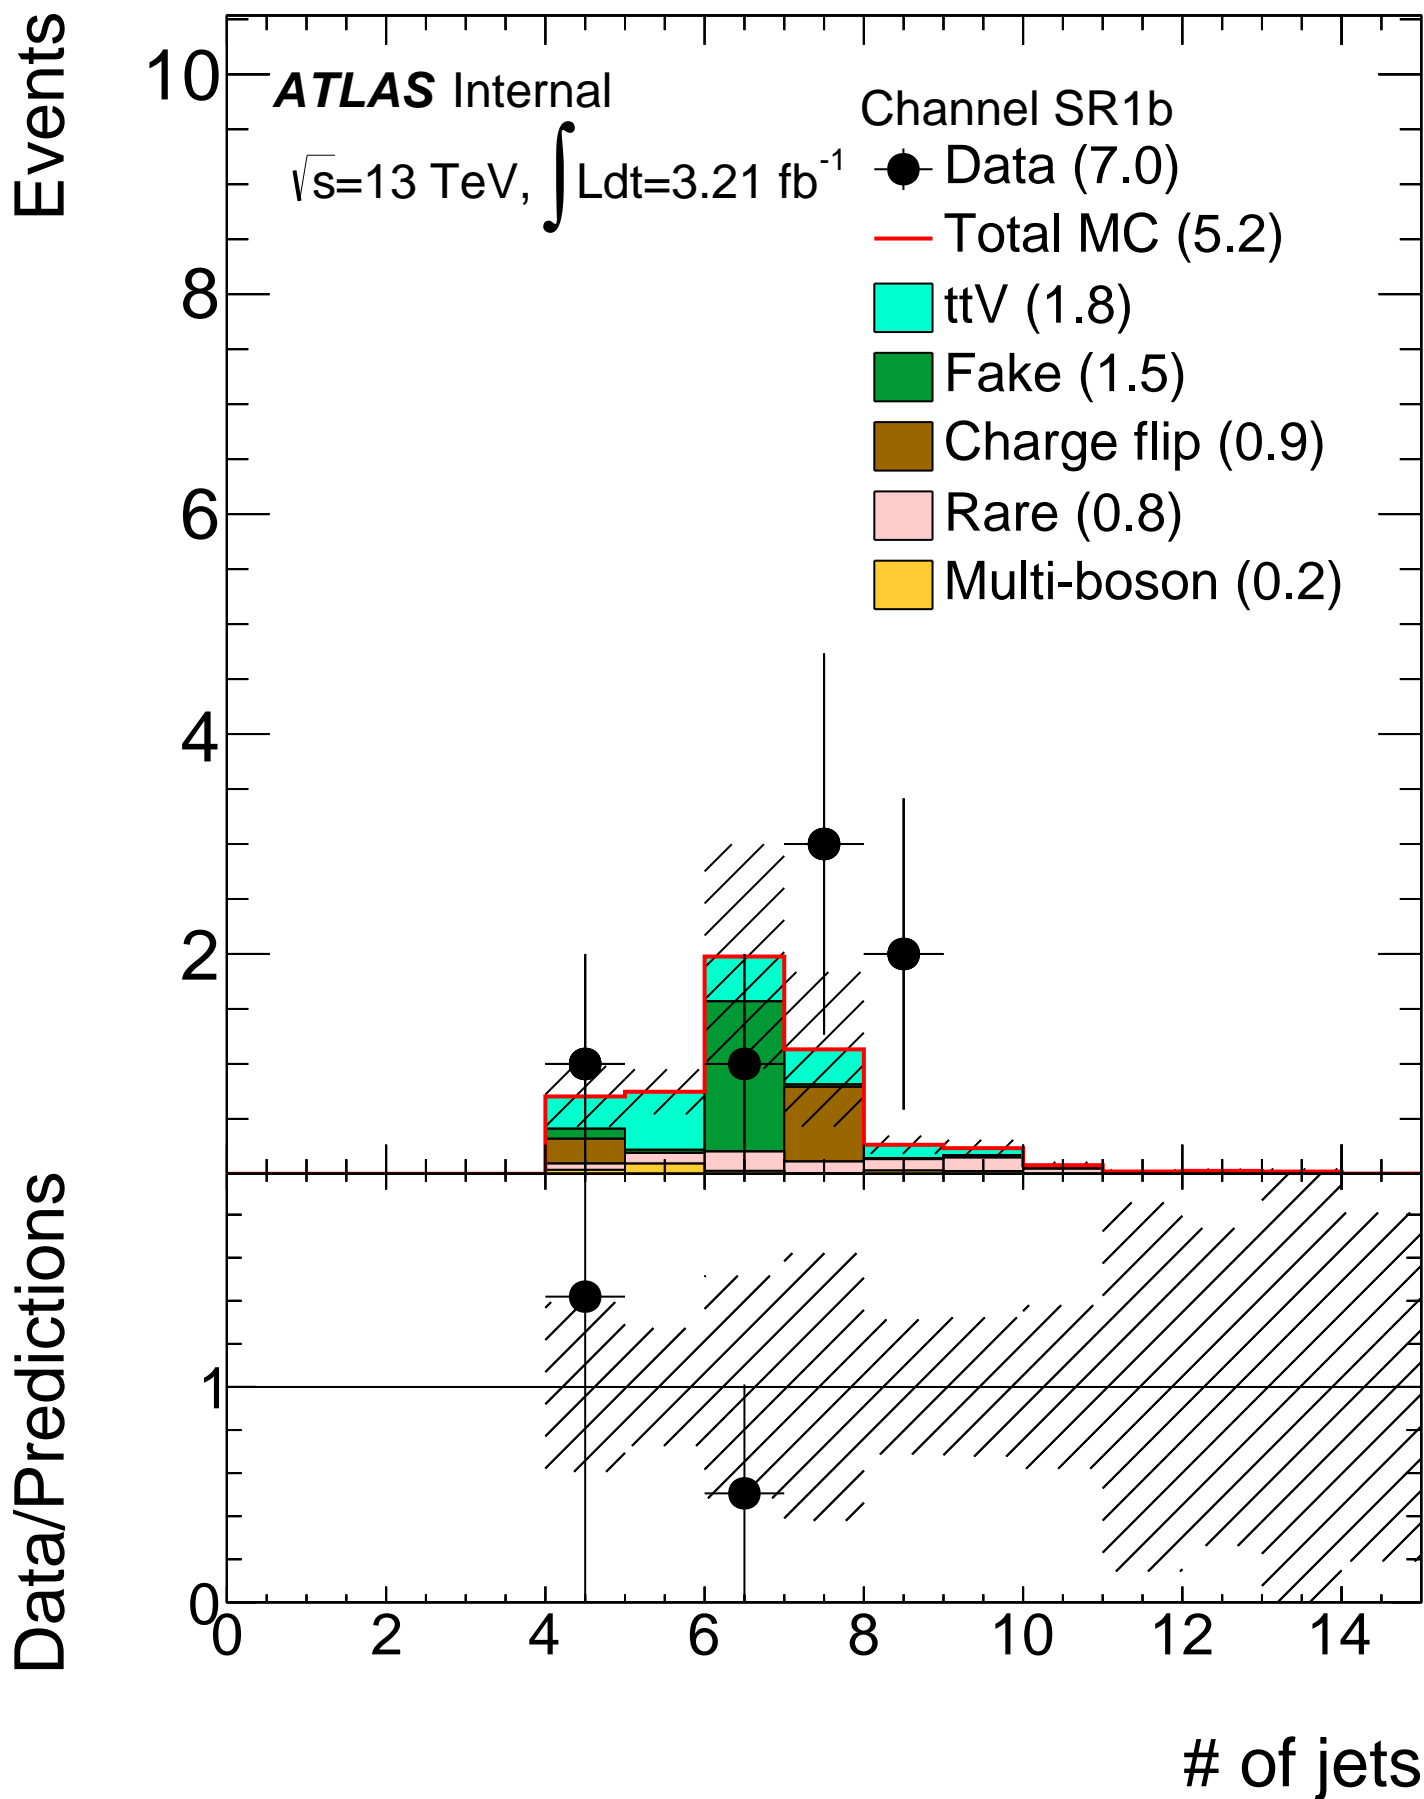 Events
10
8
6
4
2
ATLAS Internal
√s=13 TeV, ∫Ldt=3.21 fb⁻¹
Channel SR1b
Data (7.0)
Total MC (5.2)
ttV (1.8)
Fake (1.5)
Charge flip (0.9)
Rare (0.8)
Multi-boson (0.2)
Data/Predictions
1
0
0 2 4 6 8 10 12 14
# of jets